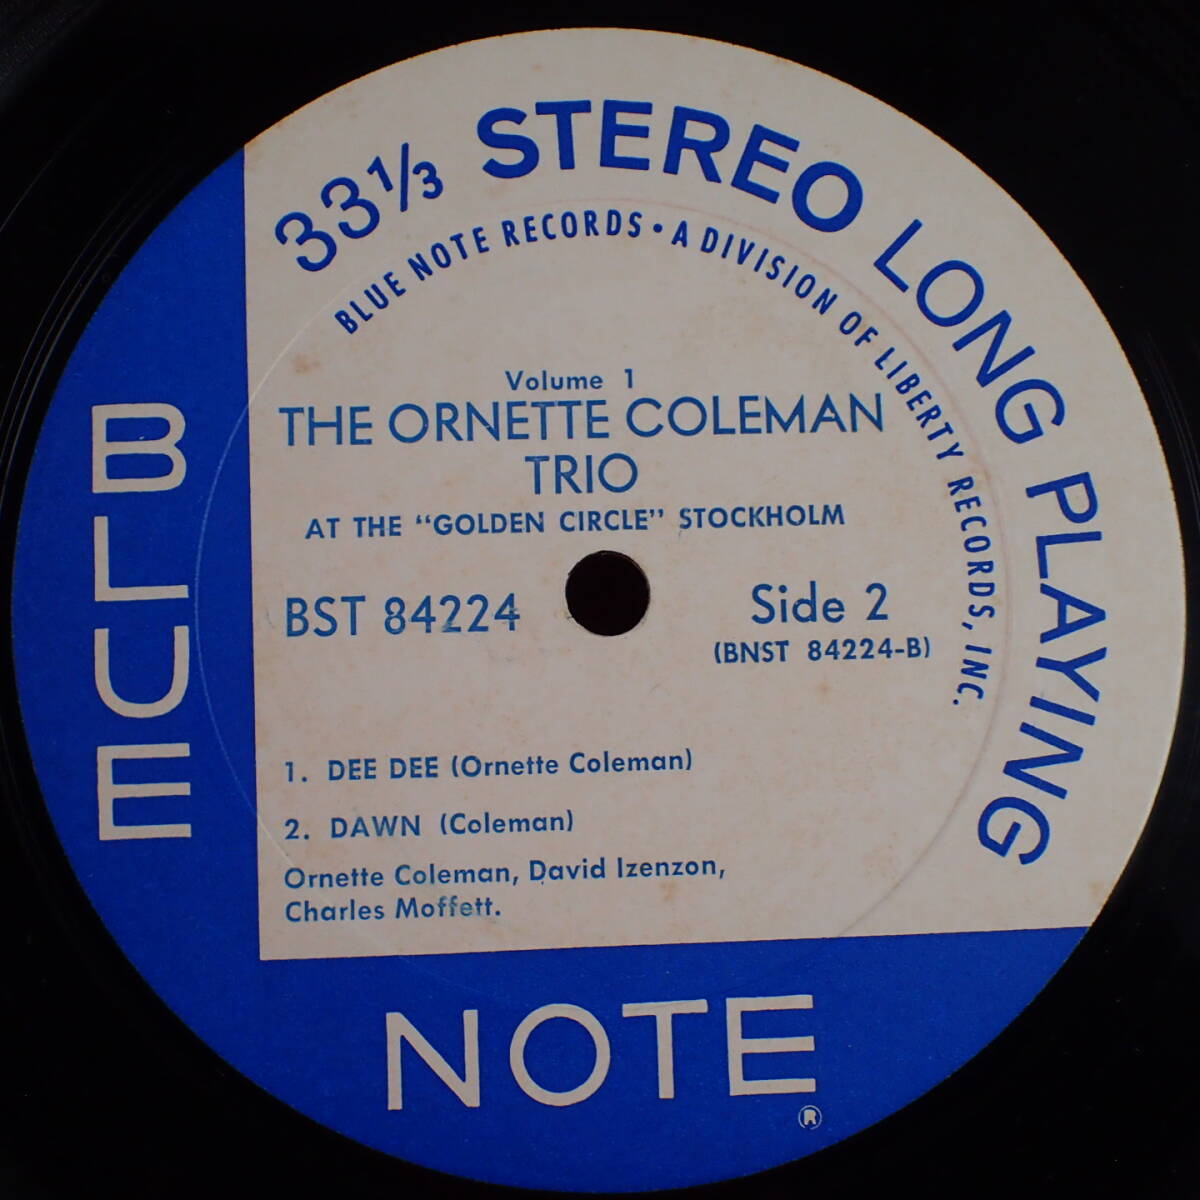 33 1/3 STEREO LONG PLAYING
BLUE NOTE RECORDS • A DIVISION OF LIBERTY RECORDS, INC.
Volume 1
THE ORNETTE COLEMAN
TRIO
AT THE "GOLDEN CIRCLE" STOCKHOLM
BST 84224
Side 2
(BNST 84224-B)
1. DEE DEE (Ornette Coleman)
2. DAWN (Coleman)
Ornette Coleman, David Izenzon,
Charles Moffett.
BLUE
NOTE
®